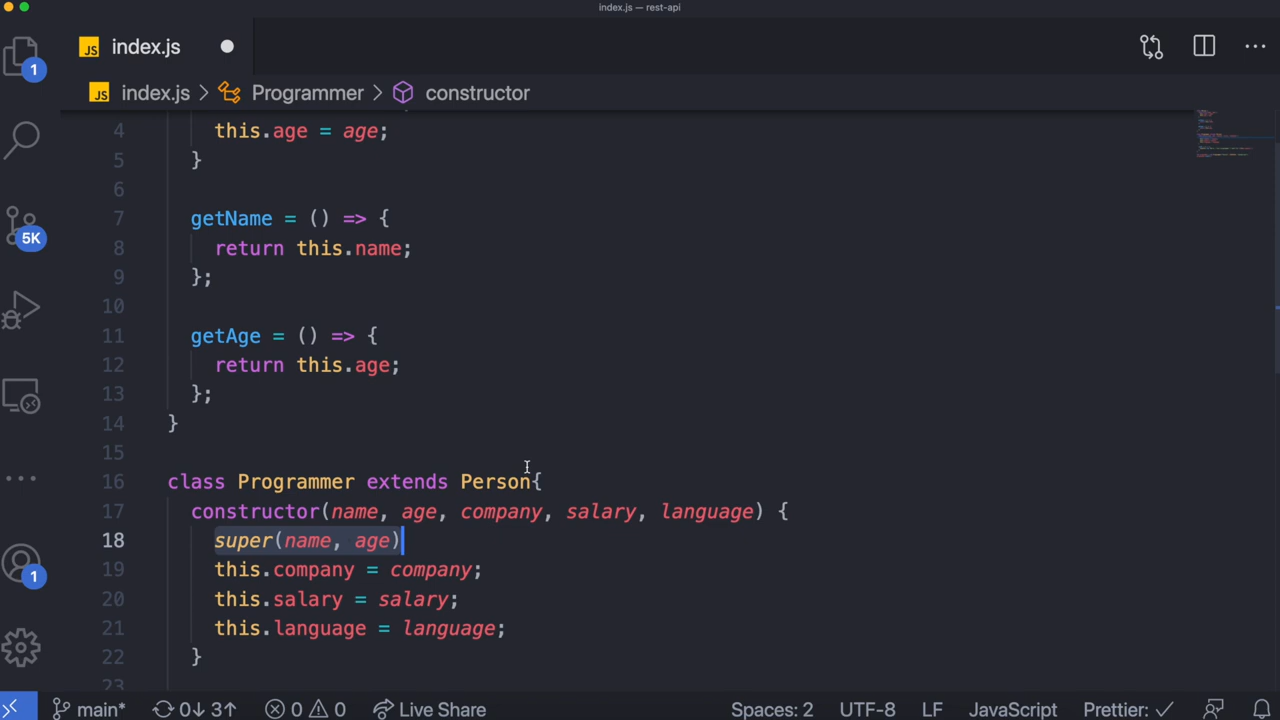 index.js — rest-api
JS index.js
JS index.js > Programmer > constructor
1
5K
1
4 this.age = age;
5 }
6
7 getName = () => {
8 return this.name;
9 };
10
11 getAge = () => {
12 return this.age;
13 };
14 }
15
16 class Programmer extends Person{
17 constructor(name, age, company, salary, language) {
18 super(name, age)
19 this.company = company;
20 this.salary = salary;
21 this.language = language;
22 }
23
main* 0↓ 3↑ 0 0 Live Share Spaces: 2 UTF-8 LF JavaScript Prettier: ✓